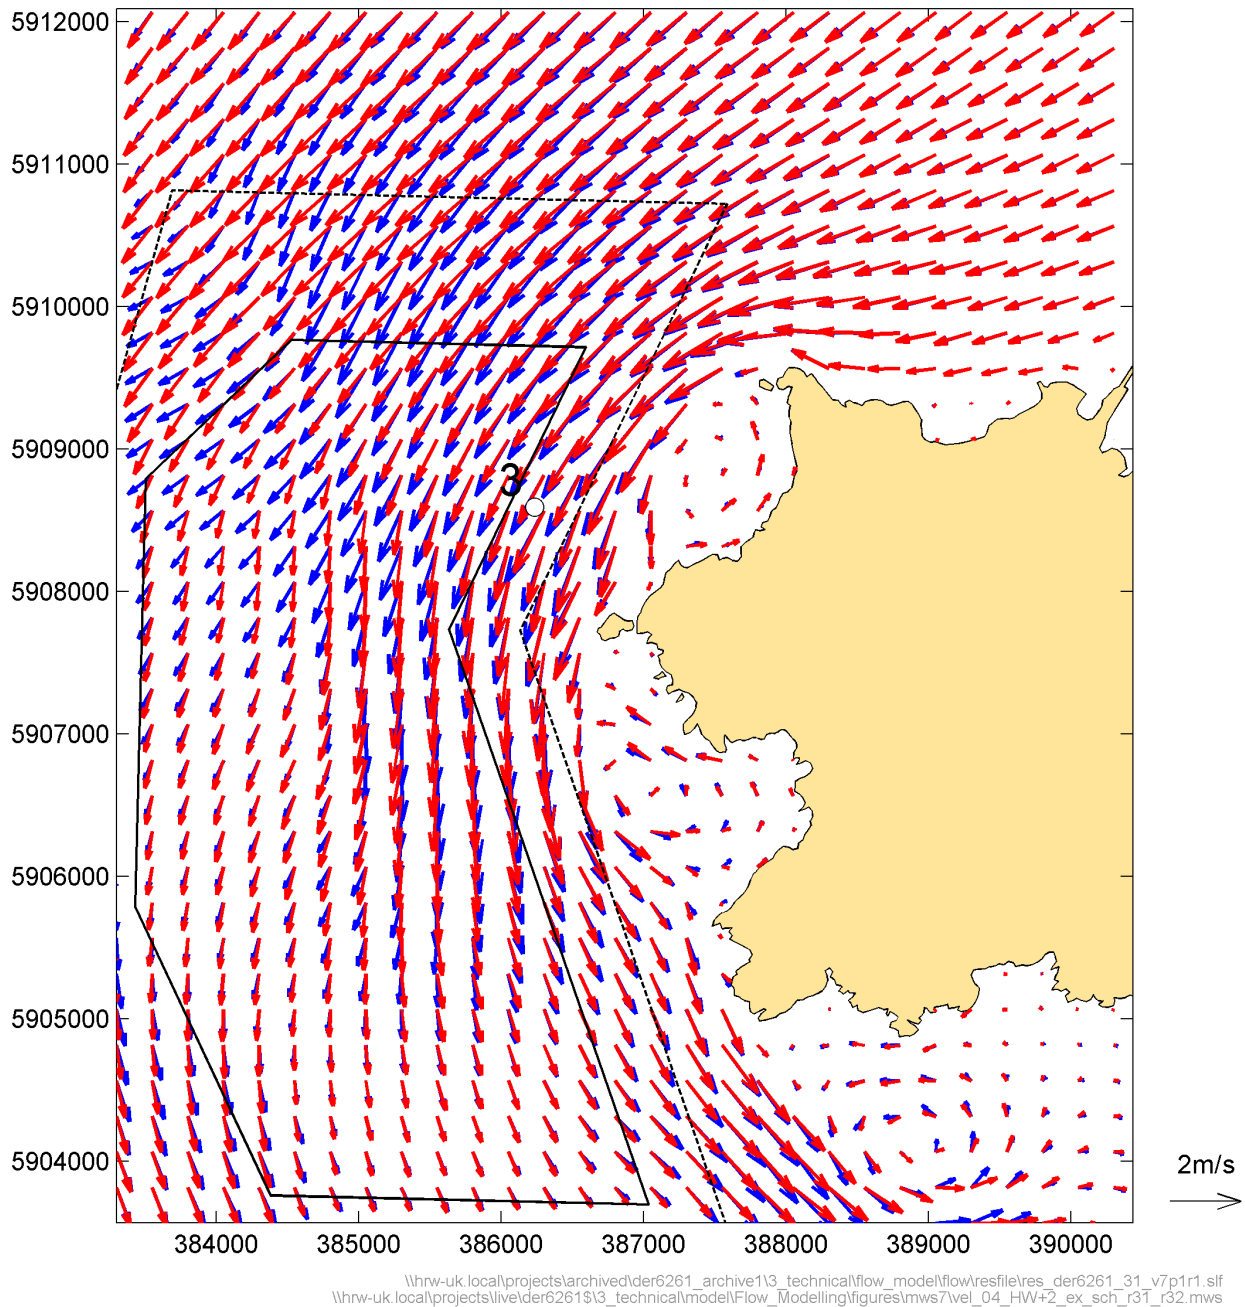 5912000
5911000
5910000
5909000
3
5908000
5907000
5906000
5905000
5904000
2m/s
384000 385000 386000 387000 388000 389000 390000
\\hrw-uk.local\projects\archived\der6261_archive1\3_technical\flow_model\flow\resfile\res_der6261_31_v7p1r1.slf
\\hrw-uk.local\projects\live\der6261$\3_technical\model\Flow_Modelling\figures\mws7\vel_04_HW+2_ex_sch_r31_r32.mws